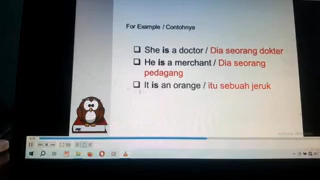 For Example / Contohnya
She is a doctor / Dia seorang dokter
He is a merchant / Dia seorang
pedagang
It is an orange / itu sebuah jeruk